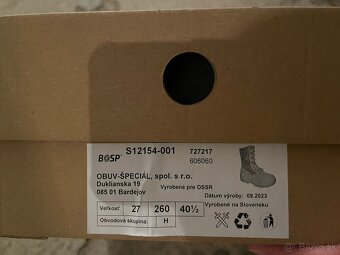 BOSP S12154-001 727217
606060
OBUV-ŠPECIÁL, spol. s r.o.
Duklianska 19
085 01 Bardejov
Vyrobené pre OSSR
Dátum výroby: 09.2023
Vyrobené na Slovensku
Veľkosť 27 260 40½
Obvodová skupina: H